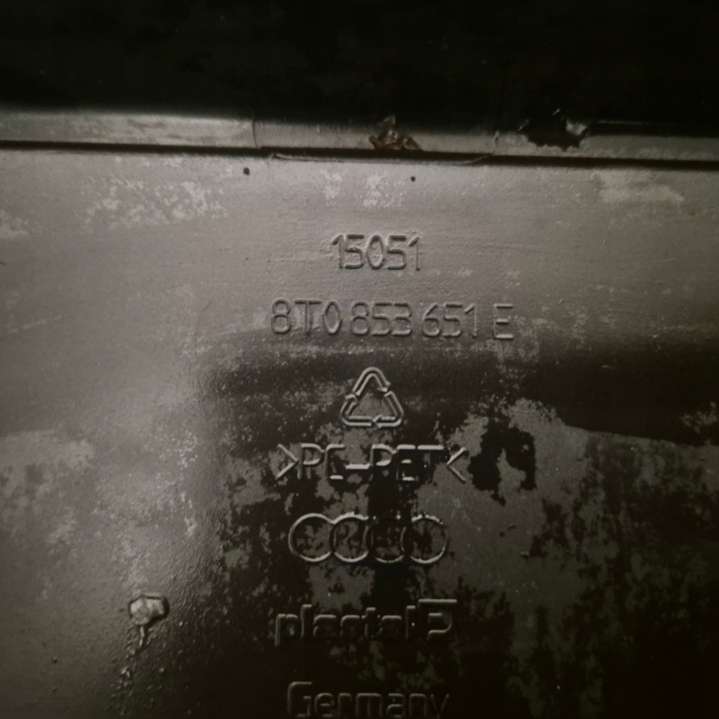 15051
8T0 853 651 E
>PC-PET<
plastal
Germany